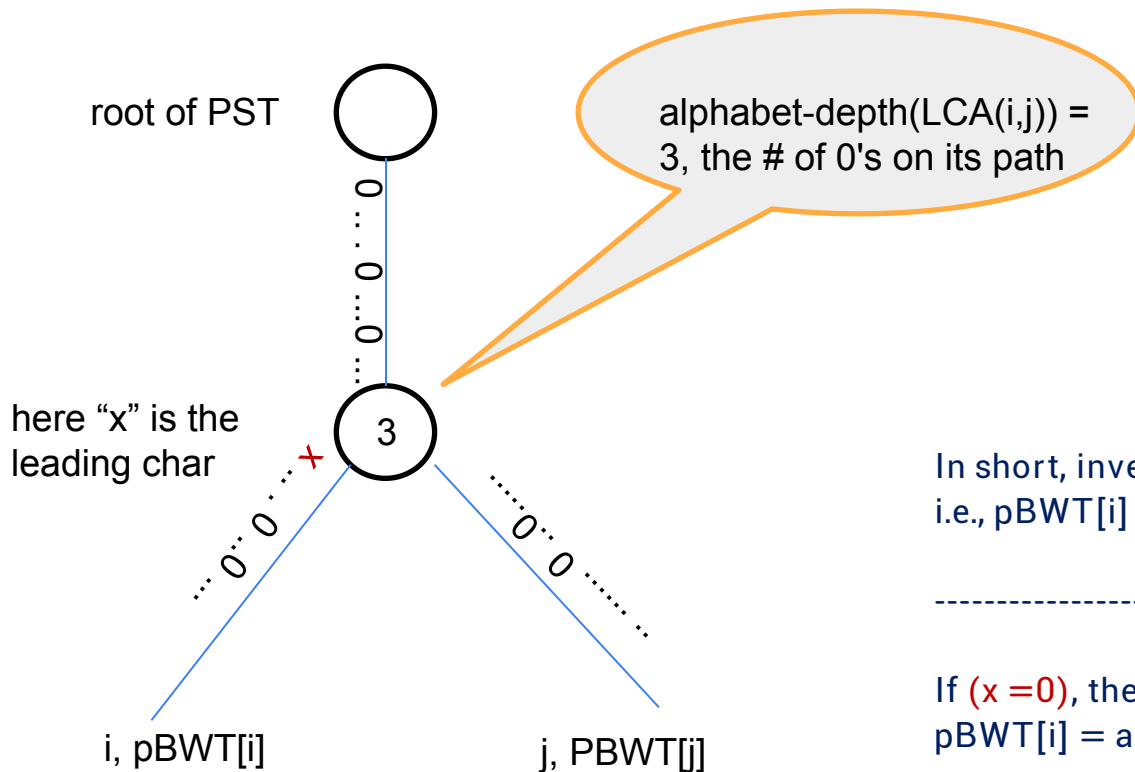 root of PST
alphabet-depth(LCA(i,j)) =
3, the # of 0's on its path
0 .... 0 ..... 0 .....
here “x” is the
leading char
3
x ...... 0 0 .....
....... 0 0 ........
In short, inve
i.e., pBWT[i]
-----------------
If (x =0), the
pBWT[i] = a
i, pBWT[i]
j, PBWT[j]